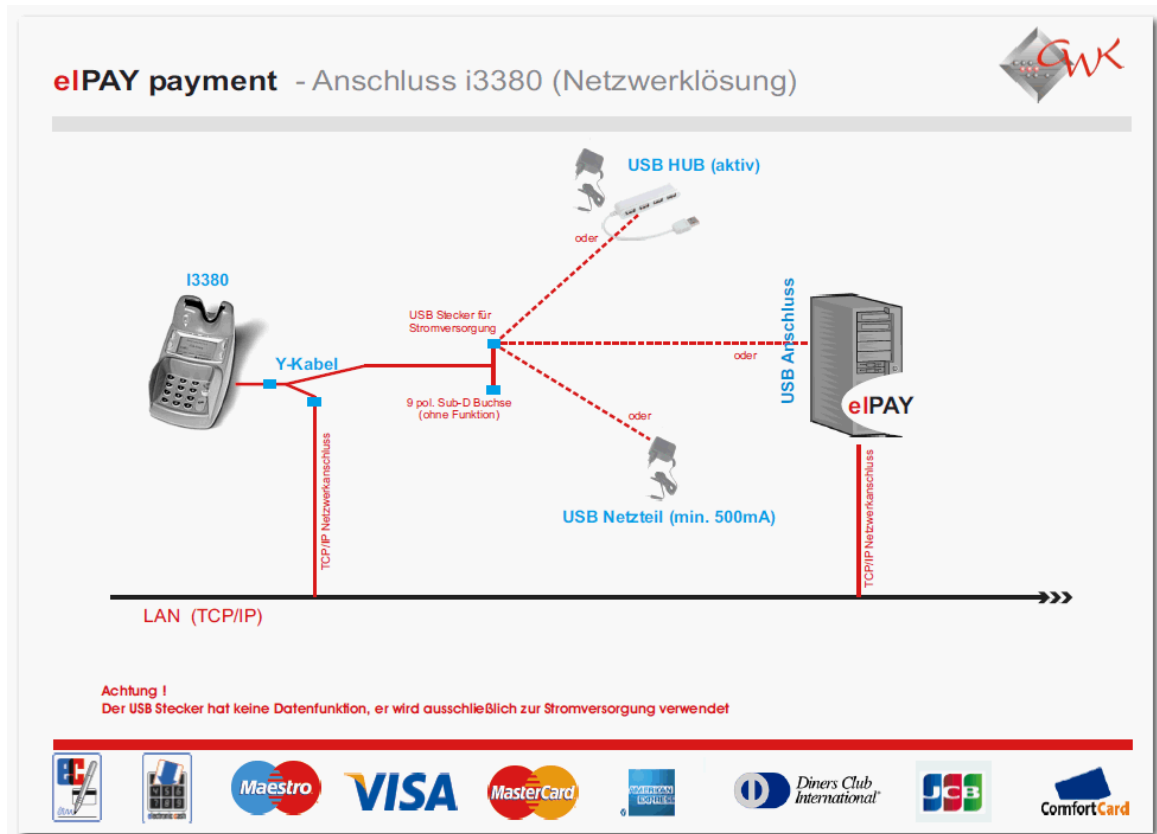 elPAY payment - Anschluss i3380 (Netzwerklösung)
GWK
USB HUB (aktiv)
oder
I3380
USB Stecker für
Stromversorgung
USB Anschluss
Y-Kabel
oder
9 pol. Sub-D Buchse
(ohne Funktion)
oder
elPAY
TCP/IP Netzwerkanschluss
USB Netzteil (min. 500mA)
TCP/IP Netzwerkanschluss
LAN (TCP/IP)
Achtung !
Der USB Stecker hat keine Datenfunktion, er wird ausschließlich zur Stromversorgung verwendet
ec
Maestro
VISA
MasterCard
AMERICAN
EXPRESS
Diners Club
International
JCB
ComfortCard